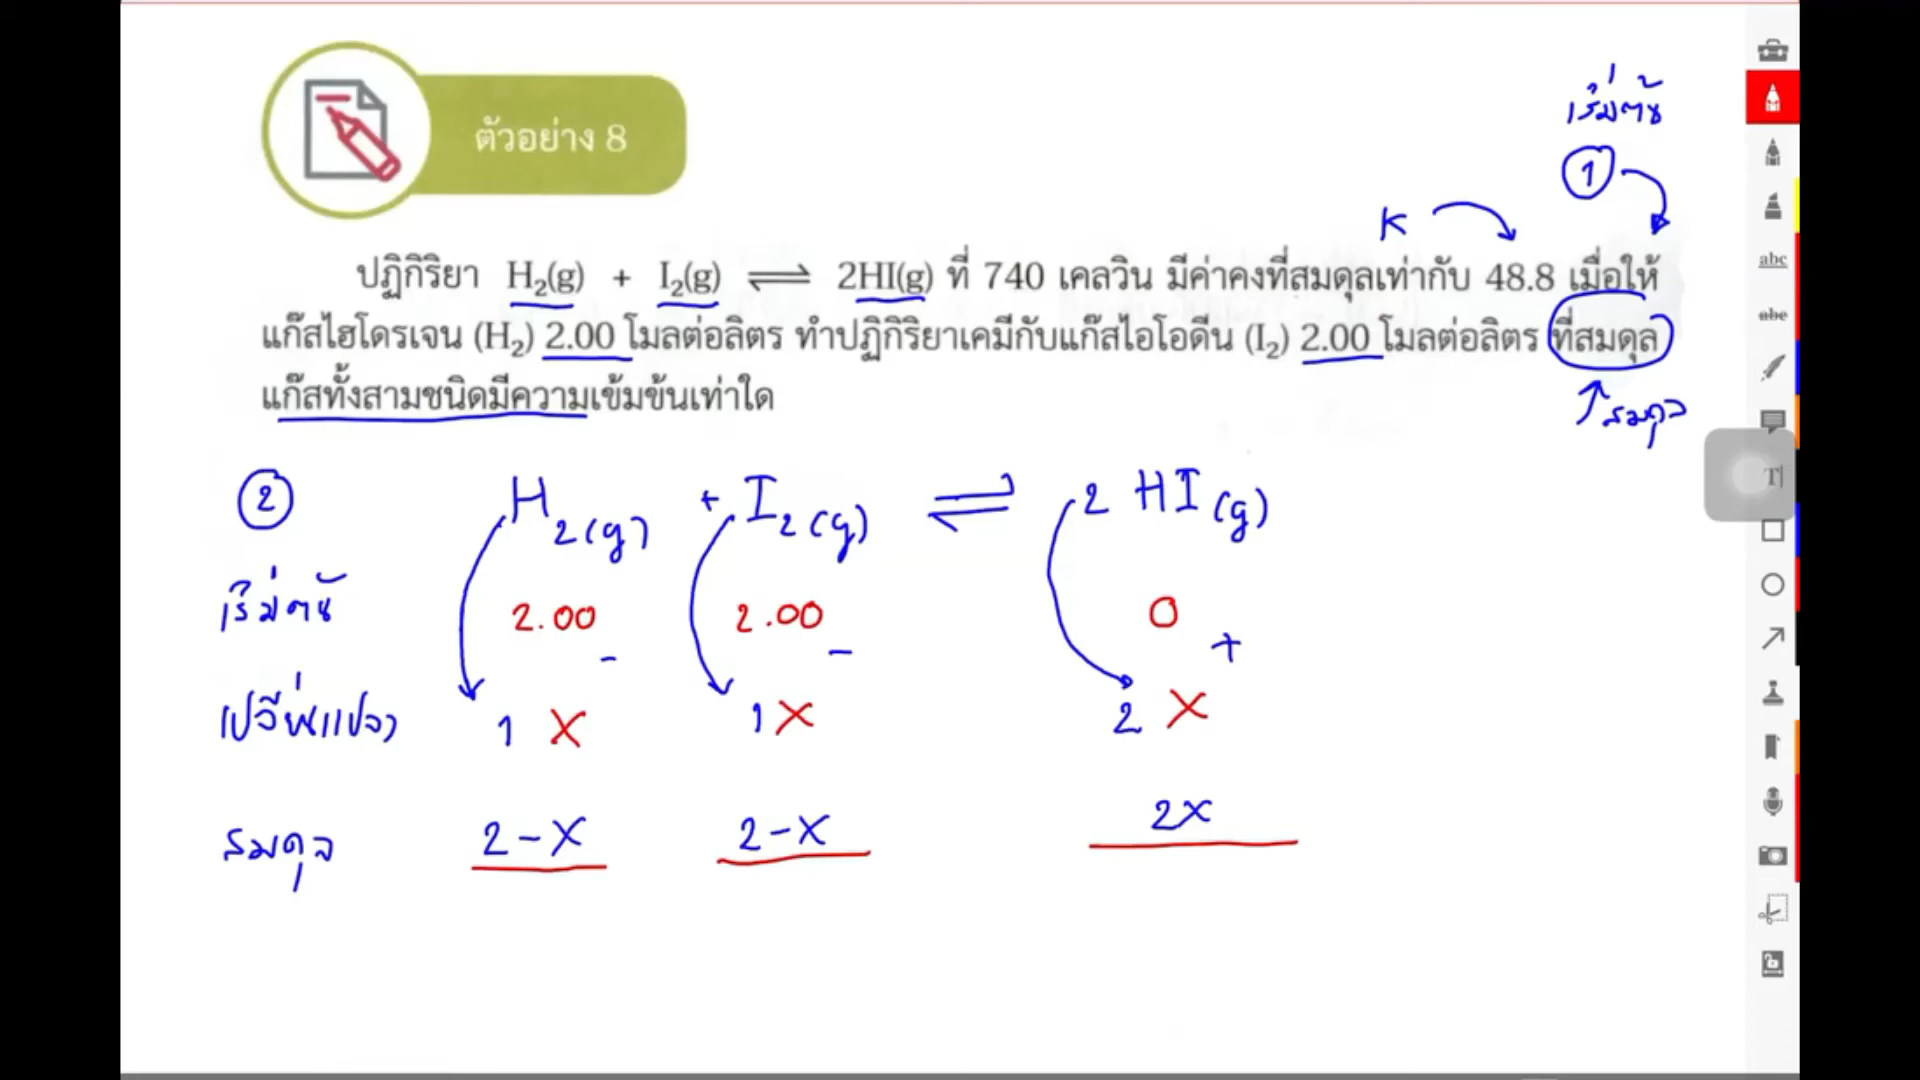 ตัวอย่าง 8
เริ่มต้น
1
K
ปฏิกิริยา H₂(g) + I₂(g) ⇌ 2HI(g) ที่ 740 เคลวิน มีค่าคงที่สมดุลเท่ากับ 48.8 เมื่อให้
แก๊สไฮโดรเจน (H₂) 2.00 โมลต่อลิตร ทำปฏิกิริยาเคมีกับแก๊สไอโอดีน (I₂) 2.00 โมลต่อลิตร ที่สมดุล
แก๊สทั้งสามชนิดมีความเข้มข้นเท่าใด
สมดุล
2 H₂(g) + I₂(g) ⇌ 2 HI(g)
เริ่มต้น 2.00 2.00 0
- - +
เปลี่ยนแปลง 1 X 1 X 2 X
สมดุล 2-X 2-X 2X
abc
abc
T